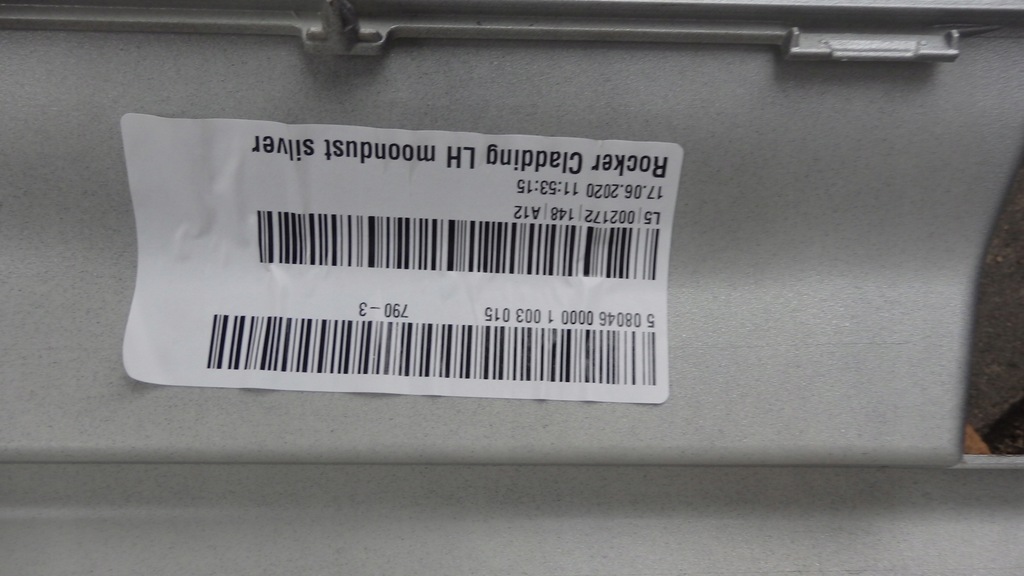 Rocker Cladding LH moondust silver
17.06.2020 11:53:15
L5|002172|148|A12
5 08046 0000 1 003 015 790-3